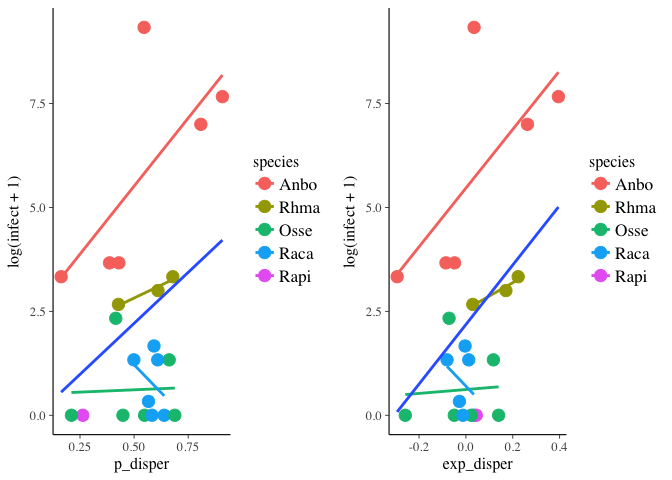 log(infect + 1)
7.5
5.0
2.5
0.0
0.25
0.50
0.75
p_disper
species
Anbo
Rhma
Osse
Raca
Rapi
log(infect + 1)
7.5
5.0
2.5
0.0
-0.2
0.0
0.2
0.4
exp_disper
species
Anbo
Rhma
Osse
Raca
Rapi